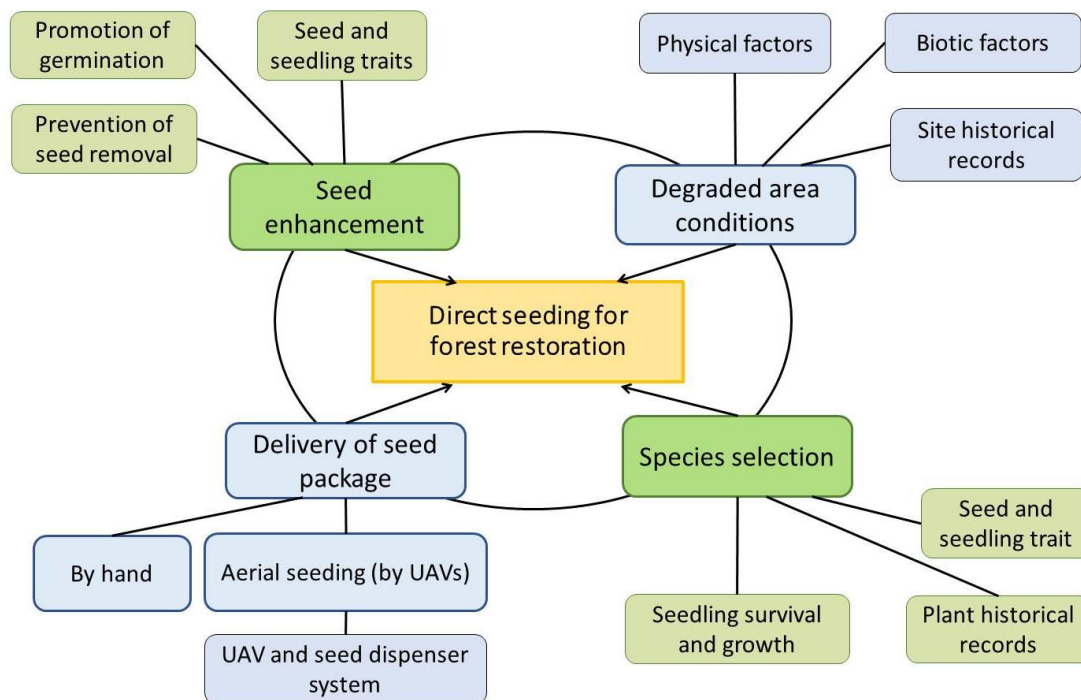 Promotion of
germination
Seed and
seedling traits
Physical factors
Biotic factors
Prevention of
seed removal
Site historical
records
Seed
enhancement
Degraded area
conditions
Direct seeding for
forest restoration
Delivery of seed
package
Species selection
By hand
Aerial seeding (by UAVs)
UAV and seed dispenser
system
Seed and
seedling trait
Seedling survival
and growth
Plant historical
records